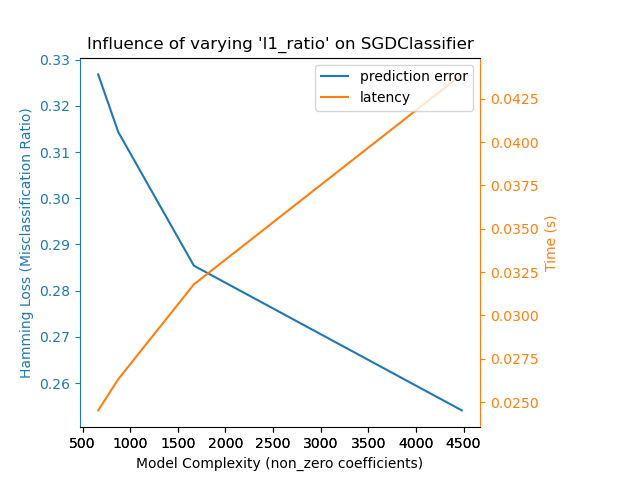 Influence of varying 'l1_ratio' on SGDClassifier
prediction error
latency
0.33
0.32
0.31
0.30
0.29
0.28
0.27
0.26
Hamming Loss (Misclassification Ratio)
0.0425
0.0400
0.0375
0.0350
0.0325
0.0300
0.0275
0.0250
Time (s)
500 1000 1500 2000 2500 3000 3500 4000 4500
Model Complexity (non_zero coefficients)